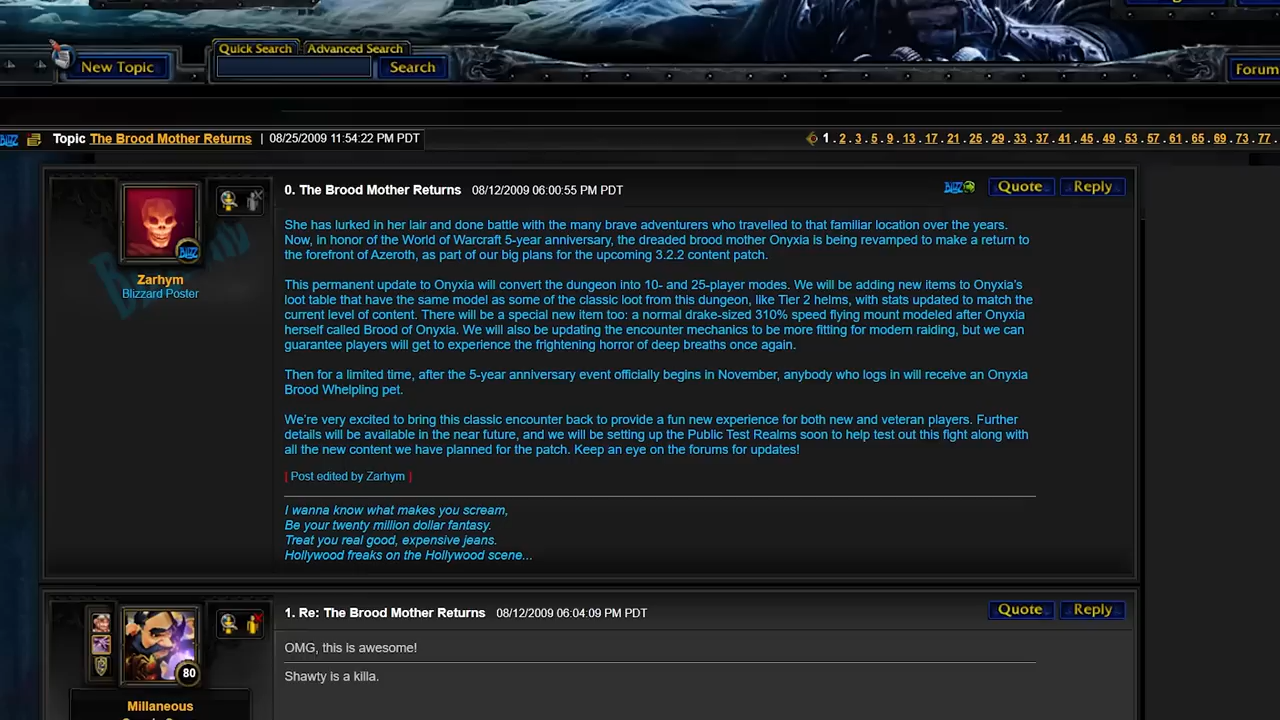 Quick Search
Advanced Search
New Topic
Search
Forum
Topic The Brood Mother Returns | 08/25/2009 11:54:22 PM PDT
1 . 2 . 3 . 5 . 9 . 13 . 17 . 21 . 25 . 29 . 33 . 37 . 41 . 45 . 49 . 53 . 57 . 61 . 65 . 69 . 73 . 77 .
0. The Brood Mother Returns 08/12/2009 06:00:55 PM PDT
Quote
Reply
Zarhym
Blizzard Poster
She has lurked in her lair and done battle with the many brave adventurers who travelled to that familiar location over the years.
Now, in honor of the World of Warcraft 5-year anniversary, the dreaded brood mother Onyxia is being revamped to make a return to
the forefront of Azeroth, as part of our big plans for the upcoming 3.2.2 content patch.
This permanent update to Onyxia will convert the dungeon into 10- and 25-player modes. We will be adding new items to Onyxia's
loot table that have the same model as some of the classic loot from this dungeon, like Tier 2 helms, with stats updated to match the
current level of content. There will be a special new item too: a normal drake-sized 310% speed flying mount modeled after Onyxia
herself called Brood of Onyxia. We will also be updating the encounter mechanics to be more fitting for modern raiding, but we can
guarantee players will get to experience the frightening horror of deep breaths once again.
Then for a limited time, after the 5-year anniversary event officially begins in November, anybody who logs in will receive an Onyxia
Brood Whelpling pet.
We're very excited to bring this classic encounter back to provide a fun new experience for both new and veteran players. Further
details will be available in the near future, and we will be setting up the Public Test Realms soon to help test out this fight along with
all the new content we have planned for the patch. Keep an eye on the forums for updates!
[ Post edited by Zarhym ]
I wanna know what makes you scream,
Be your twenty million dollar fantasy.
Treat you real good, expensive jeans.
Hollywood freaks on the Hollywood scene...
1. Re: The Brood Mother Returns 08/12/2009 06:04:09 PM PDT
Quote
Reply
80
Millaneous
OMG, this is awesome!
Shawty is a killa.